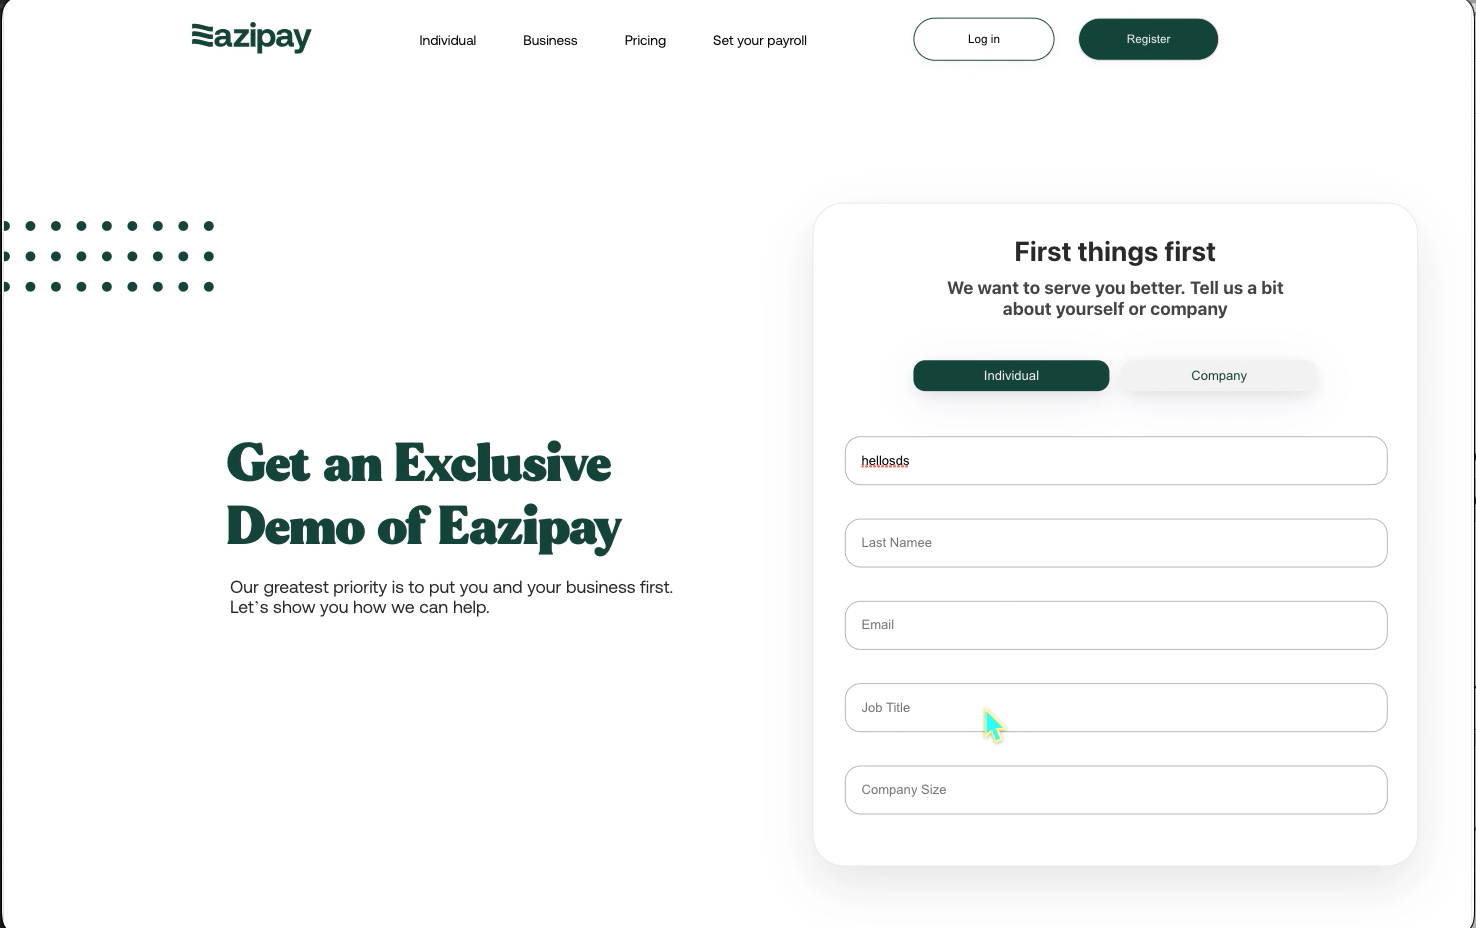 Eazipay
Individual
Business
Pricing
Set your payroll
Log in
Register
Get an Exclusive
Demo of Eazipay
Our greatest priority is to put you and your business first.
Let’s show you how we can help.
First things first
We want to serve you better. Tell us a bit
about yourself or company
Individual
Company
hellosds
Last Namee
Email
Job Title
Company Size